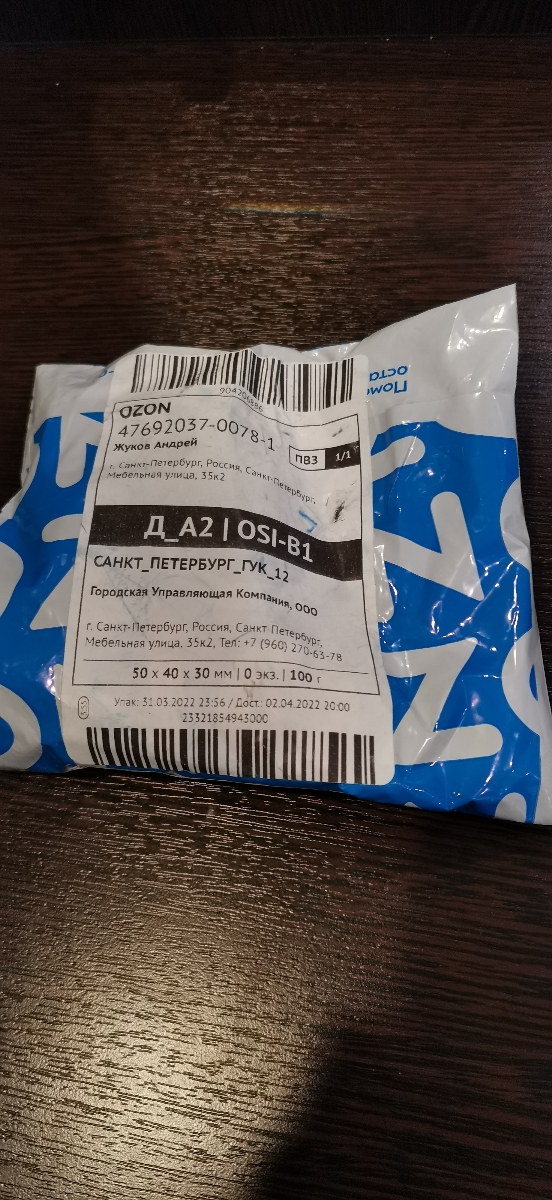 904206886
OZON
47692037-0078-1
Жуков Андрей
ПВЗ 1/1
г. Санкт-Петербург, Россия, Санкт-Петербург,
Мебельная улица, 35к2
Д_А2 | OSI-B1
САНКТ_ПЕТЕРБУРГ_ГУК_12
Городская Управляющая Компания, ООО
г. Санкт-Петербург, Россия, Санкт-Петербург,
Мебельная улица, 35к2, Тел: +7 (960) 270-63-78
50 x 40 x 30 мм | 0 экз. | 100 г
Упак: 31.03.2022 23:56 / Дост: 02.04.2022 20:00
23321854943000